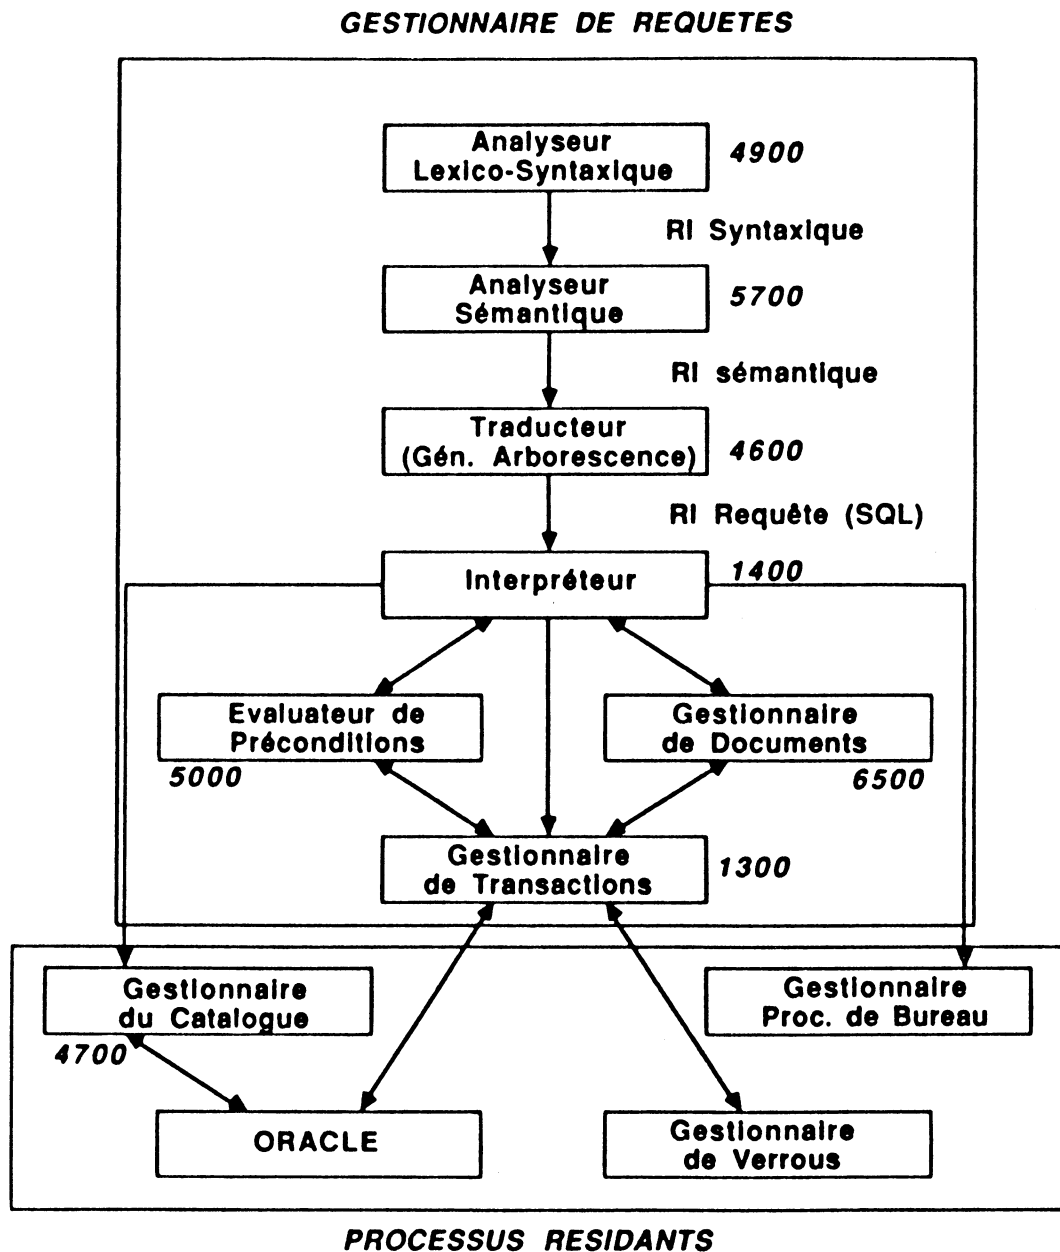 GESTIONNAIRE DE REQUETES
Analyseur
Lexico-Syntaxique
4900
RI Syntaxique
Analyseur
Sémantique
5700
RI sémantique
Traducteur
(Gén. Arborescence)
4600
RI Requête (SQL)
Interpréteur
1400
Evaluateur de
Préconditions
5000
Gestionnaire
de Documents
6500
Gestionnaire
de Transactions
1300
Gestionnaire
du Catalogue
4700
Gestionnaire
Proc. de Bureau
ORACLE
Gestionnaire
de Verrous
PROCESSUS RESIDANTS